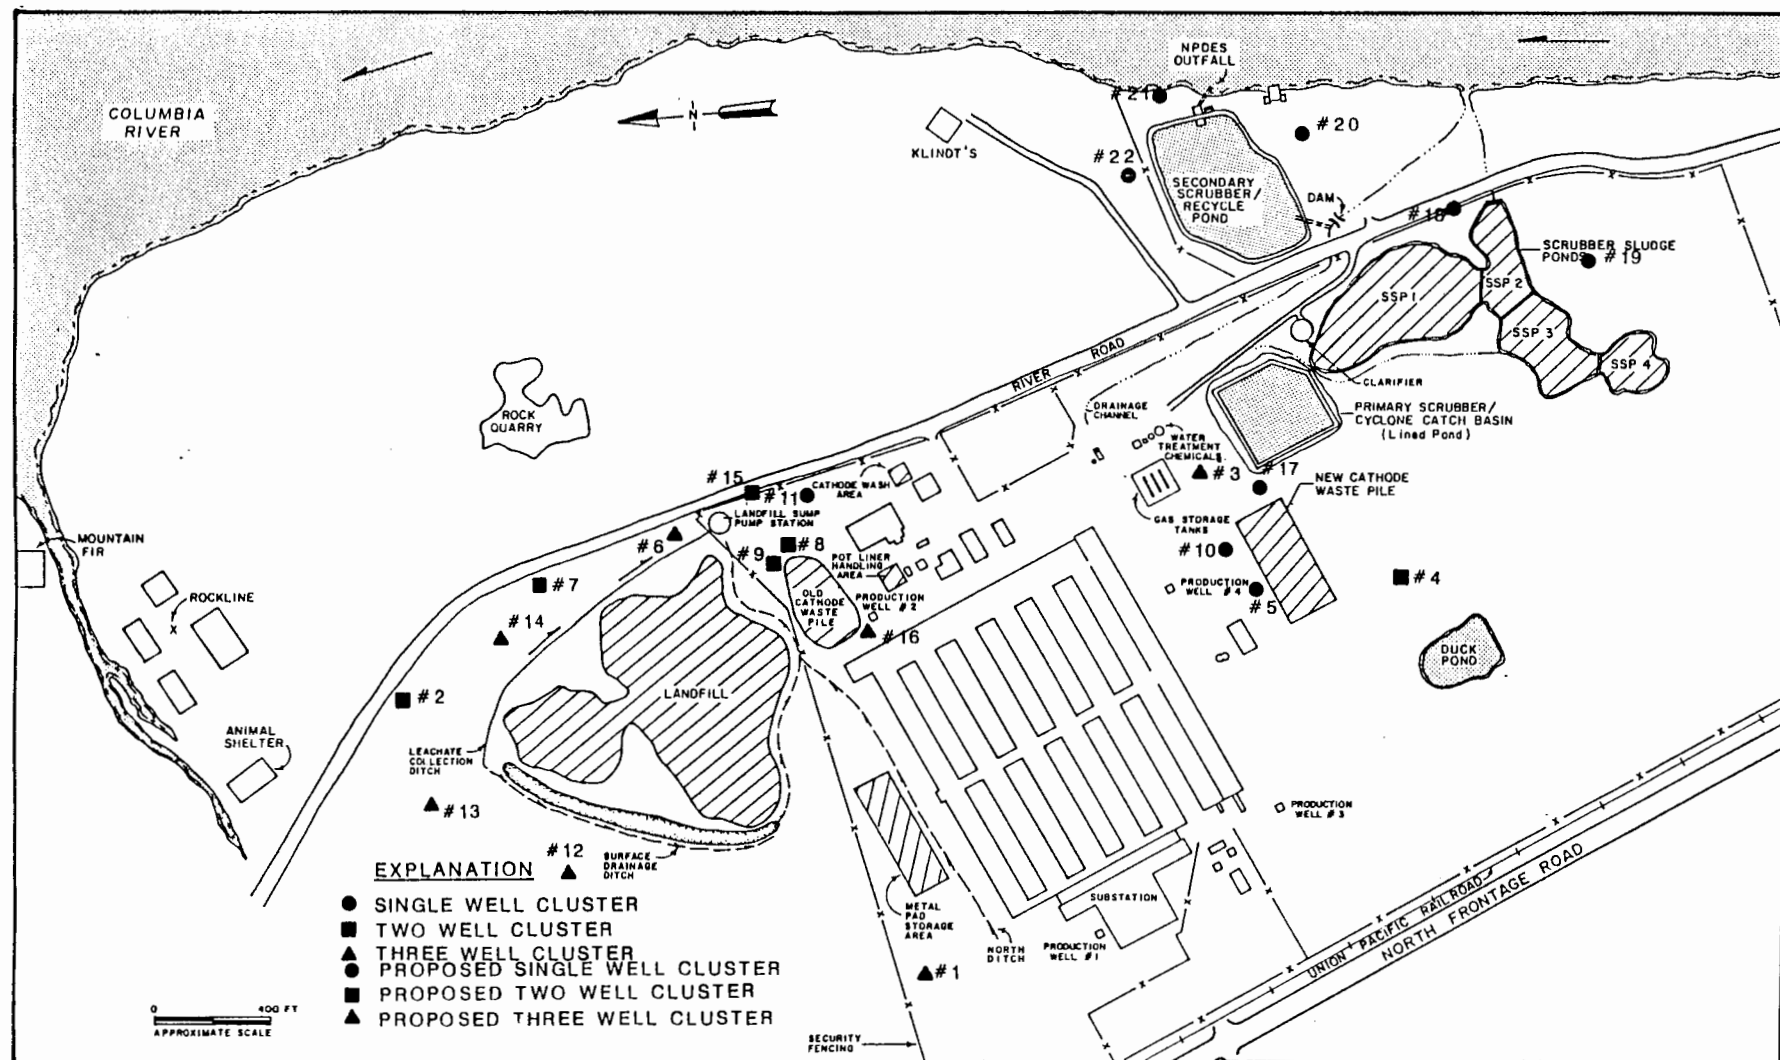 NPDES
OUTFALL
COLUMBIA
RIVER
N
#21
#20
KLINDT'S
#22
SECONDARY
SCRUBBER/
RECYCLE
POND
DAM
#18
SCRUBBER SLUDGE
PONDS
#19
SSP 1
SSP 2
SSP 3
SSP 4
RIVER ROAD
CLARIFIER
ROCK
QUARRY
DRAINAGE
CHANNEL
PRIMARY SCRUBBER/
CYCLONE CATCH BASIN
(Lined Pond)
WATER
TREATMENT
CHEMICALS
#3
#17
NEW CATHODE
WASTE PILE
#15
#11
CATHODE WASH
AREA
LANDFILL SUMP
PUMP STATION
GAS STORAGE
TANKS
MOUNTAIN
FIR
#6
#9
#8
POT LINER
HANDLING
AREA
#10
ROCKLINE
#7
OLD
CATHODE
WASTE
PILE
PRODUCTION
WELL #2
PRODUCTION
WELL #4
#5
#4
#14
#16
DUCK
POND
#2
LANDFILL
ANIMAL
SHELTER
LEACHATE
COLLECTION
DITCH
#13
PRODUCTION
WELL #3
#12
SURFACE
DRAINAGE
DITCH
EXPLANATION
SINGLE WELL CLUSTER
TWO WELL CLUSTER
THREE WELL CLUSTER
PROPOSED SINGLE WELL CLUSTER
PROPOSED TWO WELL CLUSTER
PROPOSED THREE WELL CLUSTER
METAL
PAD
STORAGE
AREA
SUBSTATION
NORTH
DITCH
PRODUCTION
WELL #1
#1
UNION PACIFIC RAILROAD
NORTH FRONTAGE ROAD
0 400 FT
APPROXIMATE SCALE
SECURITY
FENCING